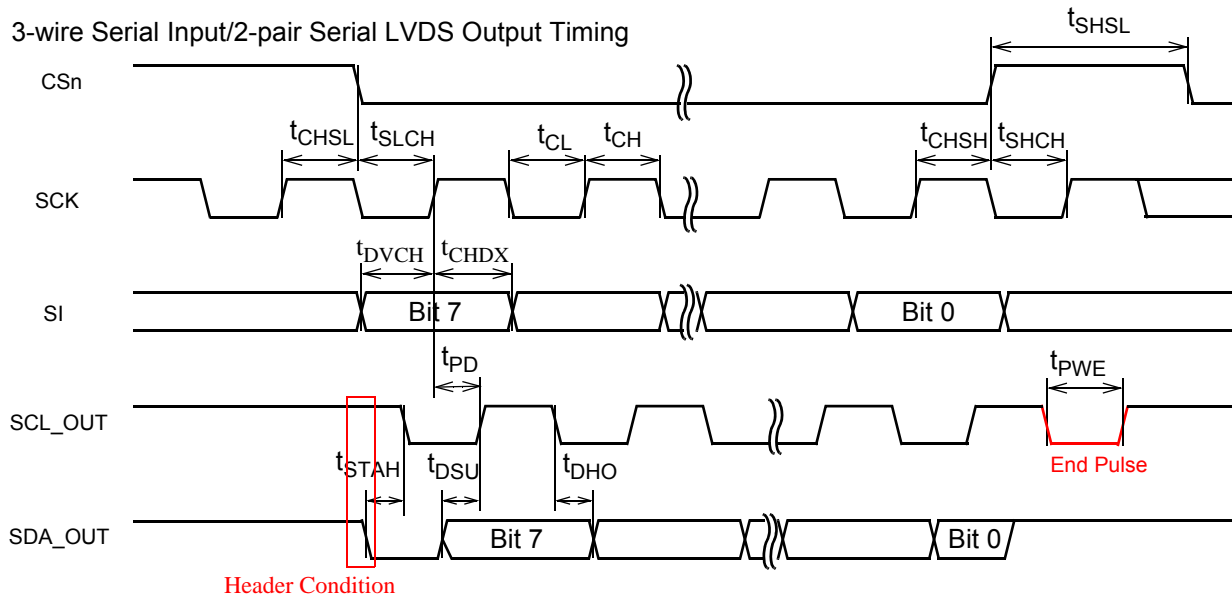 3-wire Serial Input/2-pair Serial LVDS Output Timing
tSHSL
CSn
tCHSL tSLCH tCL tCH tCHSH tSHCH
SCK
tDVCH tCHDX
SI Bit 7 Bit 0
tPD tPWE
SCL_OUT
End Pulse
tSTAH tDSU tDHO
SDA_OUT Bit 7 Bit 0
Header Condition